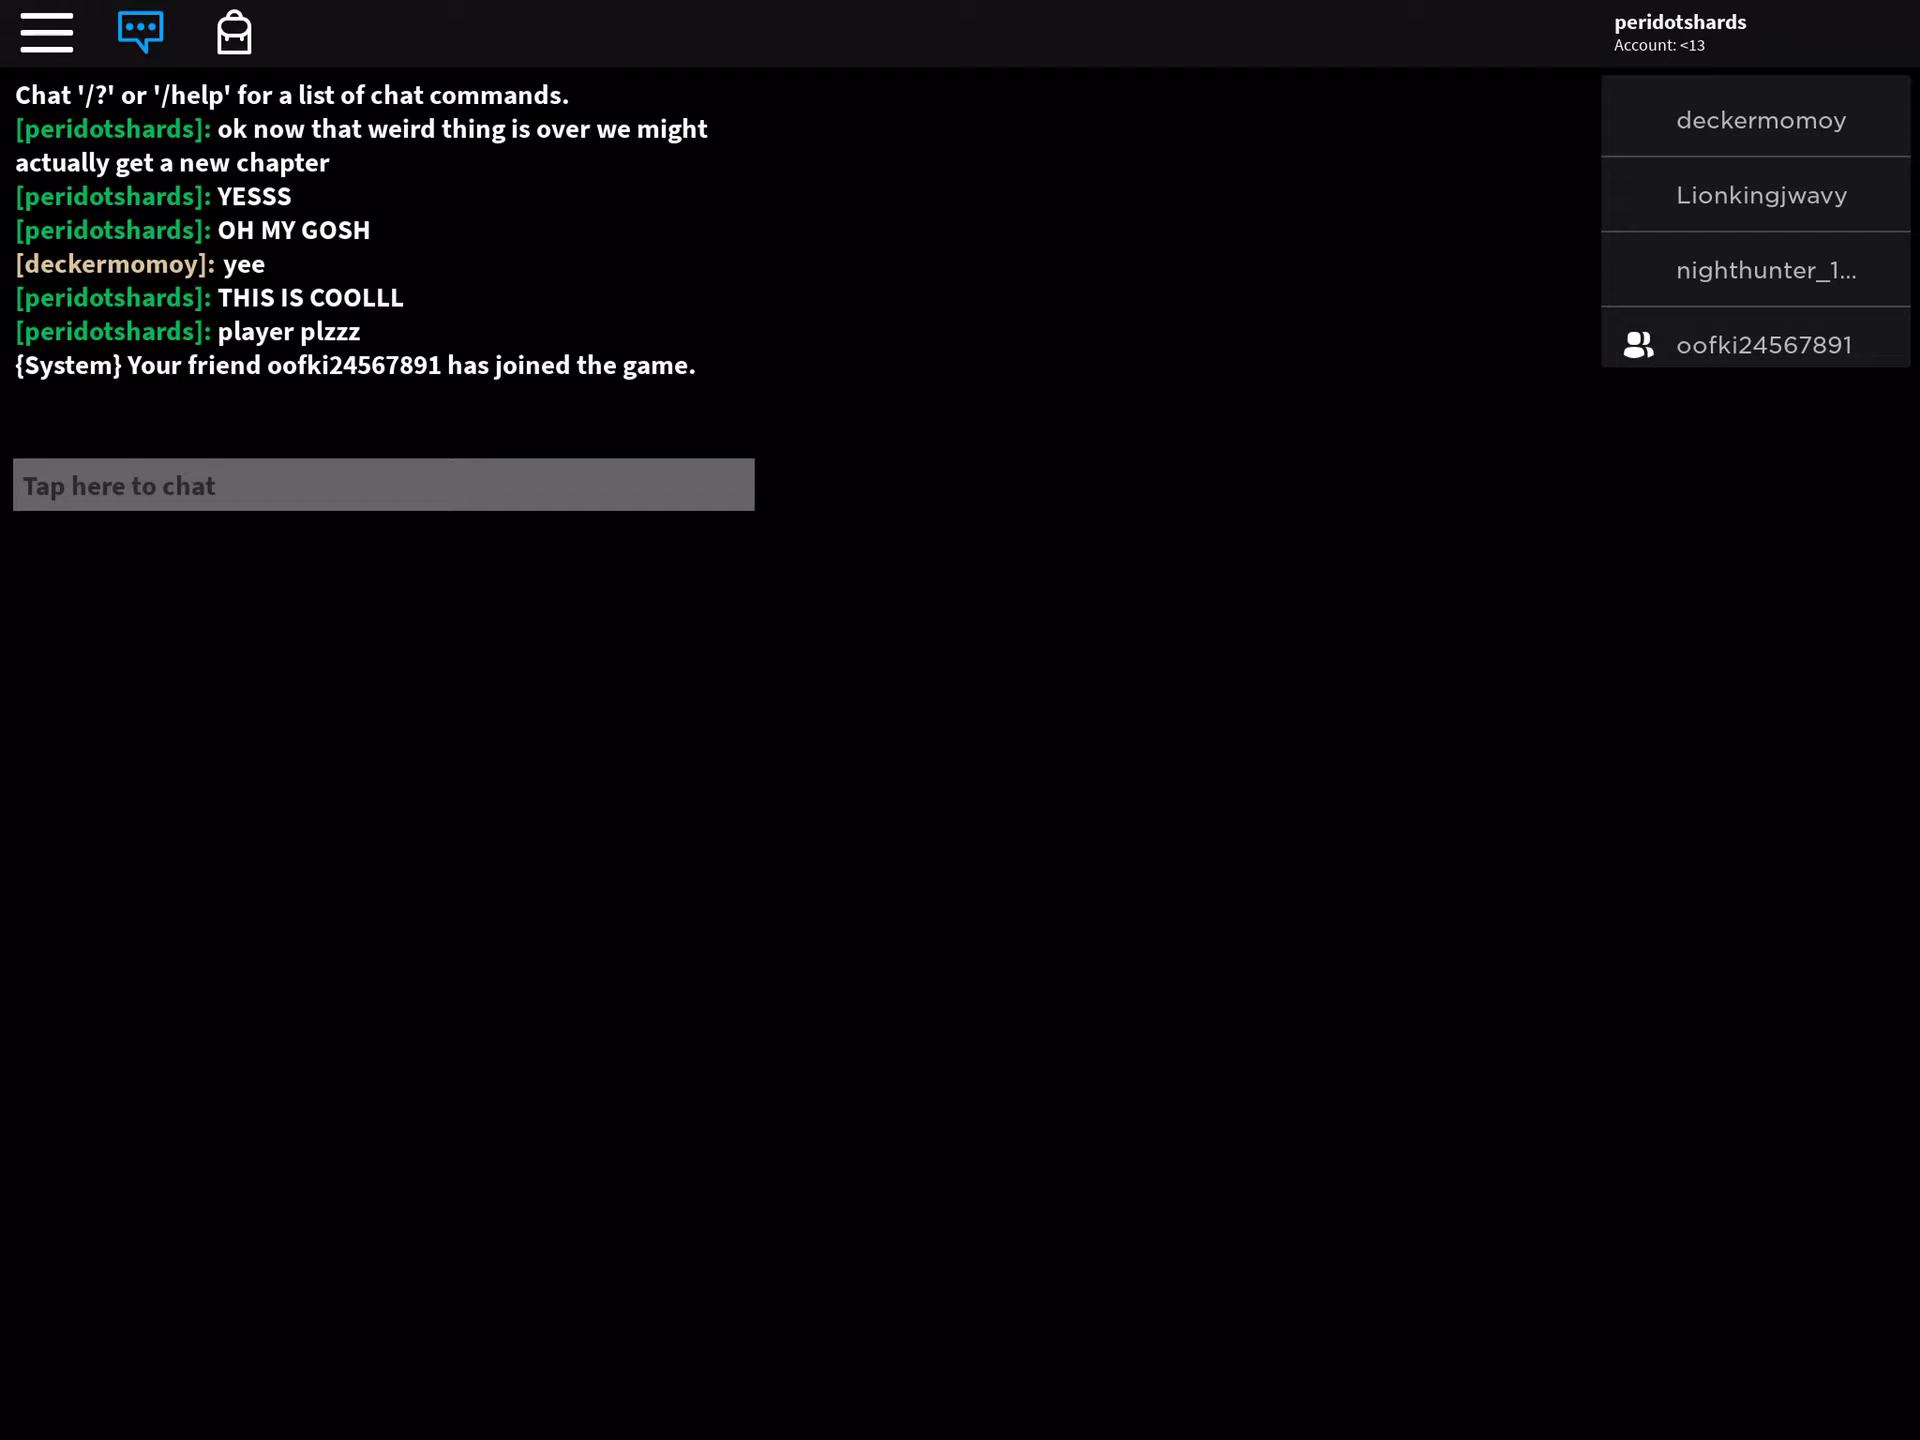 peridotshards
Account: <13
Chat '/?' or '/help' for a list of chat commands.
[peridotshards]: ok now that weird thing is over we might
actually get a new chapter
[peridotshards]: YESSS
[peridotshards]: OH MY GOSH
[deckermomoy]: yee
[peridotshards]: THIS IS COOLLL
[peridotshards]: player plzzz
{System} Your friend oofki24567891 has joined the game.
Tap here to chat
deckermomoy
Lionkingjwavy
nighthunter_1...
oofki24567891